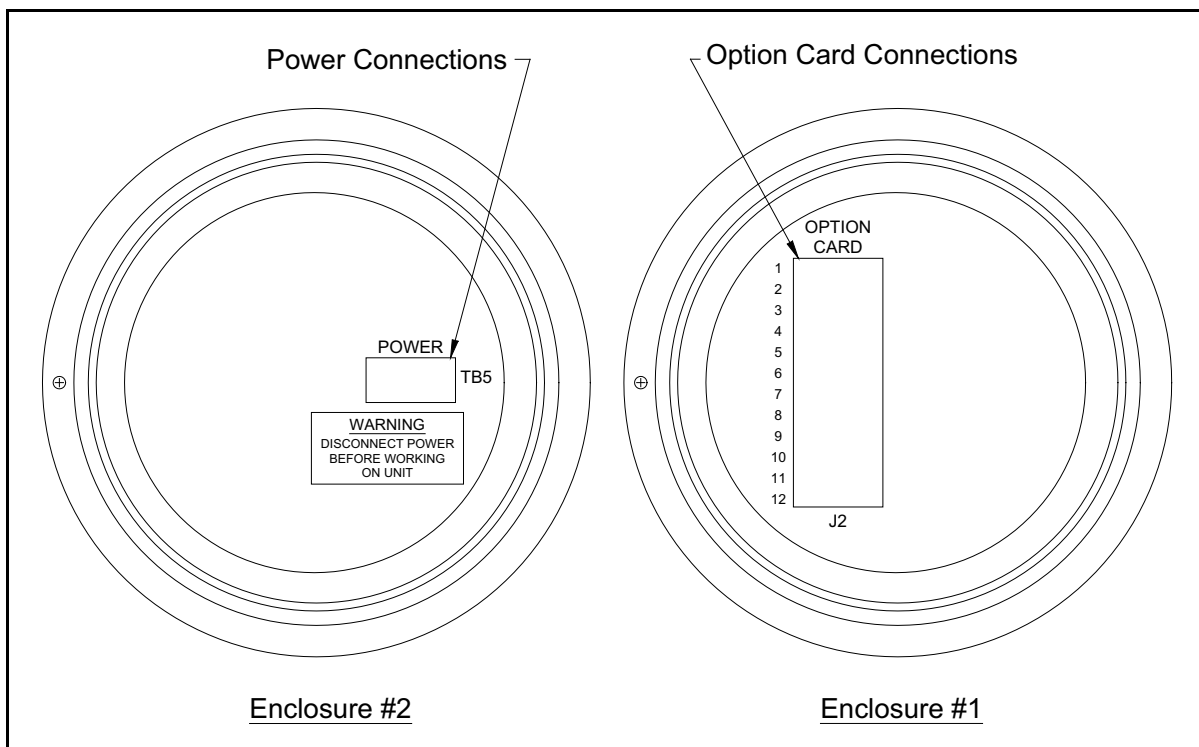 Power Connections
Option Card Connections
POWER
TB5
WARNING
DISCONNECT POWER
BEFORE WORKING
ON UNIT
Enclosure #2
OPTION
CARD
1
2
3
4
5
6
7
8
9
10
11
12
J2
Enclosure #1